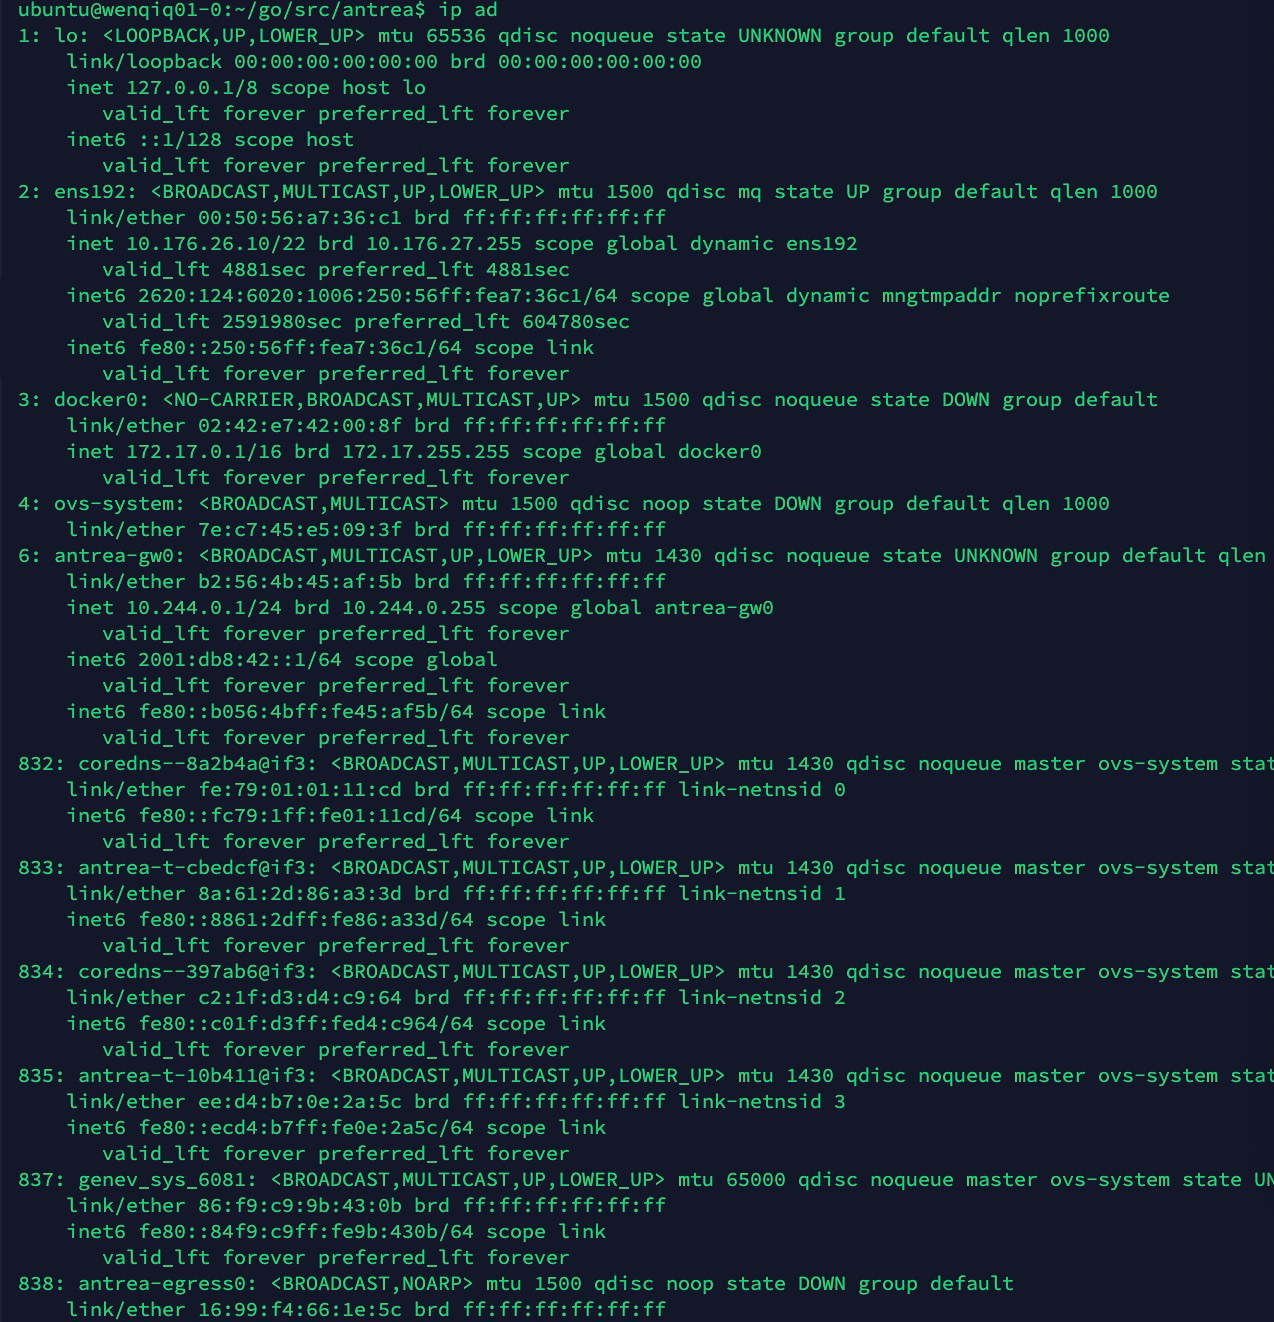 ubuntu@wenqiq01-0:~/go/src/antrea$ ip ad
1: lo: <LOOPBACK,UP,LOWER_UP> mtu 65536 qdisc noqueue state UNKNOWN group default qlen 1000
    link/loopback 00:00:00:00:00:00 brd 00:00:00:00:00:00
    inet 127.0.0.1/8 scope host lo
       valid_lft forever preferred_lft forever
    inet6 ::1/128 scope host
       valid_lft forever preferred_lft forever
2: ens192: <BROADCAST,MULTICAST,UP,LOWER_UP> mtu 1500 qdisc mq state UP group default qlen 1000
    link/ether 00:50:56:a7:36:c1 brd ff:ff:ff:ff:ff:ff
    inet 10.176.26.10/22 brd 10.176.27.255 scope global dynamic ens192
       valid_lft 4881sec preferred_lft 4881sec
    inet6 2620:124:6020:1006:250:56ff:fea7:36c1/64 scope global dynamic mngtmpaddr noprefixroute
       valid_lft 2591980sec preferred_lft 604780sec
    inet6 fe80::250:56ff:fea7:36c1/64 scope link
       valid_lft forever preferred_lft forever
3: docker0: <NO-CARRIER,BROADCAST,MULTICAST,UP> mtu 1500 qdisc noqueue state DOWN group default
    link/ether 02:42:e7:42:00:8f brd ff:ff:ff:ff:ff:ff
    inet 172.17.0.1/16 brd 172.17.255.255 scope global docker0
       valid_lft forever preferred_lft forever
4: ovs-system: <BROADCAST,MULTICAST> mtu 1500 qdisc noop state DOWN group default qlen 1000
    link/ether 7e:c7:45:e5:09:3f brd ff:ff:ff:ff:ff:ff
6: antrea-gw0: <BROADCAST,MULTICAST,UP,LOWER_UP> mtu 1430 qdisc noqueue state UNKNOWN group default qlen
    link/ether b2:56:4b:45:af:5b brd ff:ff:ff:ff:ff:ff
    inet 10.244.0.1/24 brd 10.244.0.255 scope global antrea-gw0
       valid_lft forever preferred_lft forever
    inet6 2001:db8:42::1/64 scope global
       valid_lft forever preferred_lft forever
    inet6 fe80::b056:4bff:fe45:af5b/64 scope link
       valid_lft forever preferred_lft forever
832: coredns--8a2b4a@if3: <BROADCAST,MULTICAST,UP,LOWER_UP> mtu 1430 qdisc noqueue master ovs-system stat
    link/ether fe:79:01:01:11:cd brd ff:ff:ff:ff:ff:ff link-netnsid 0
    inet6 fe80::fc79:1ff:fe01:11cd/64 scope link
       valid_lft forever preferred_lft forever
833: antrea-t-cbedcf@if3: <BROADCAST,MULTICAST,UP,LOWER_UP> mtu 1430 qdisc noqueue master ovs-system stat
    link/ether 8a:61:2d:86:a3:3d brd ff:ff:ff:ff:ff:ff link-netnsid 1
    inet6 fe80::8861:2dff:fe86:a33d/64 scope link
       valid_lft forever preferred_lft forever
834: coredns--397ab6@if3: <BROADCAST,MULTICAST,UP,LOWER_UP> mtu 1430 qdisc noqueue master ovs-system stat
    link/ether c2:1f:d3:d4:c9:64 brd ff:ff:ff:ff:ff:ff link-netnsid 2
    inet6 fe80::c01f:d3ff:fed4:c964/64 scope link
       valid_lft forever preferred_lft forever
835: antrea-t-10b411@if3: <BROADCAST,MULTICAST,UP,LOWER_UP> mtu 1430 qdisc noqueue master ovs-system stat
    link/ether ee:d4:b7:0e:2a:5c brd ff:ff:ff:ff:ff:ff link-netnsid 3
    inet6 fe80::ecd4:b7ff:fe0e:2a5c/64 scope link
       valid_lft forever preferred_lft forever
837: genev_sys_6081: <BROADCAST,MULTICAST,UP,LOWER_UP> mtu 65000 qdisc noqueue master ovs-system state UN
    link/ether 86:f9:c9:9b:43:0b brd ff:ff:ff:ff:ff:ff
    inet6 fe80::84f9:c9ff:fe9b:430b/64 scope link
       valid_lft forever preferred_lft forever
838: antrea-egress0: <BROADCAST,NOARP> mtu 1500 qdisc noop state DOWN group default
    link/ether 16:99:f4:66:1e:5c brd ff:ff:ff:ff:ff:ff